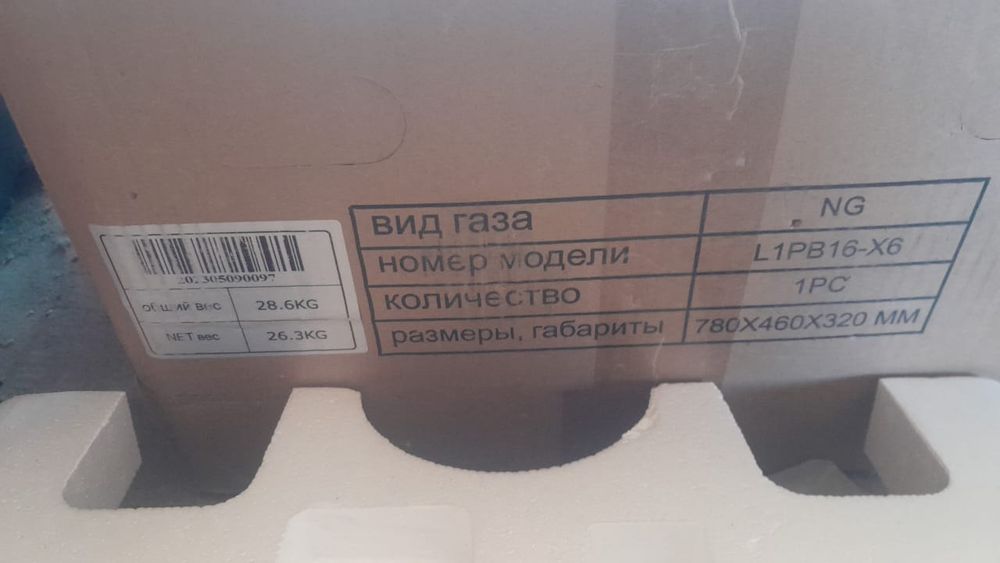 202305090097
общий вес 28.6KG
NET вес 26.3KG
вид газа NG
номер модели L1PB16-X6
количество 1PC
размеры, габариты 780X460X320 ММ